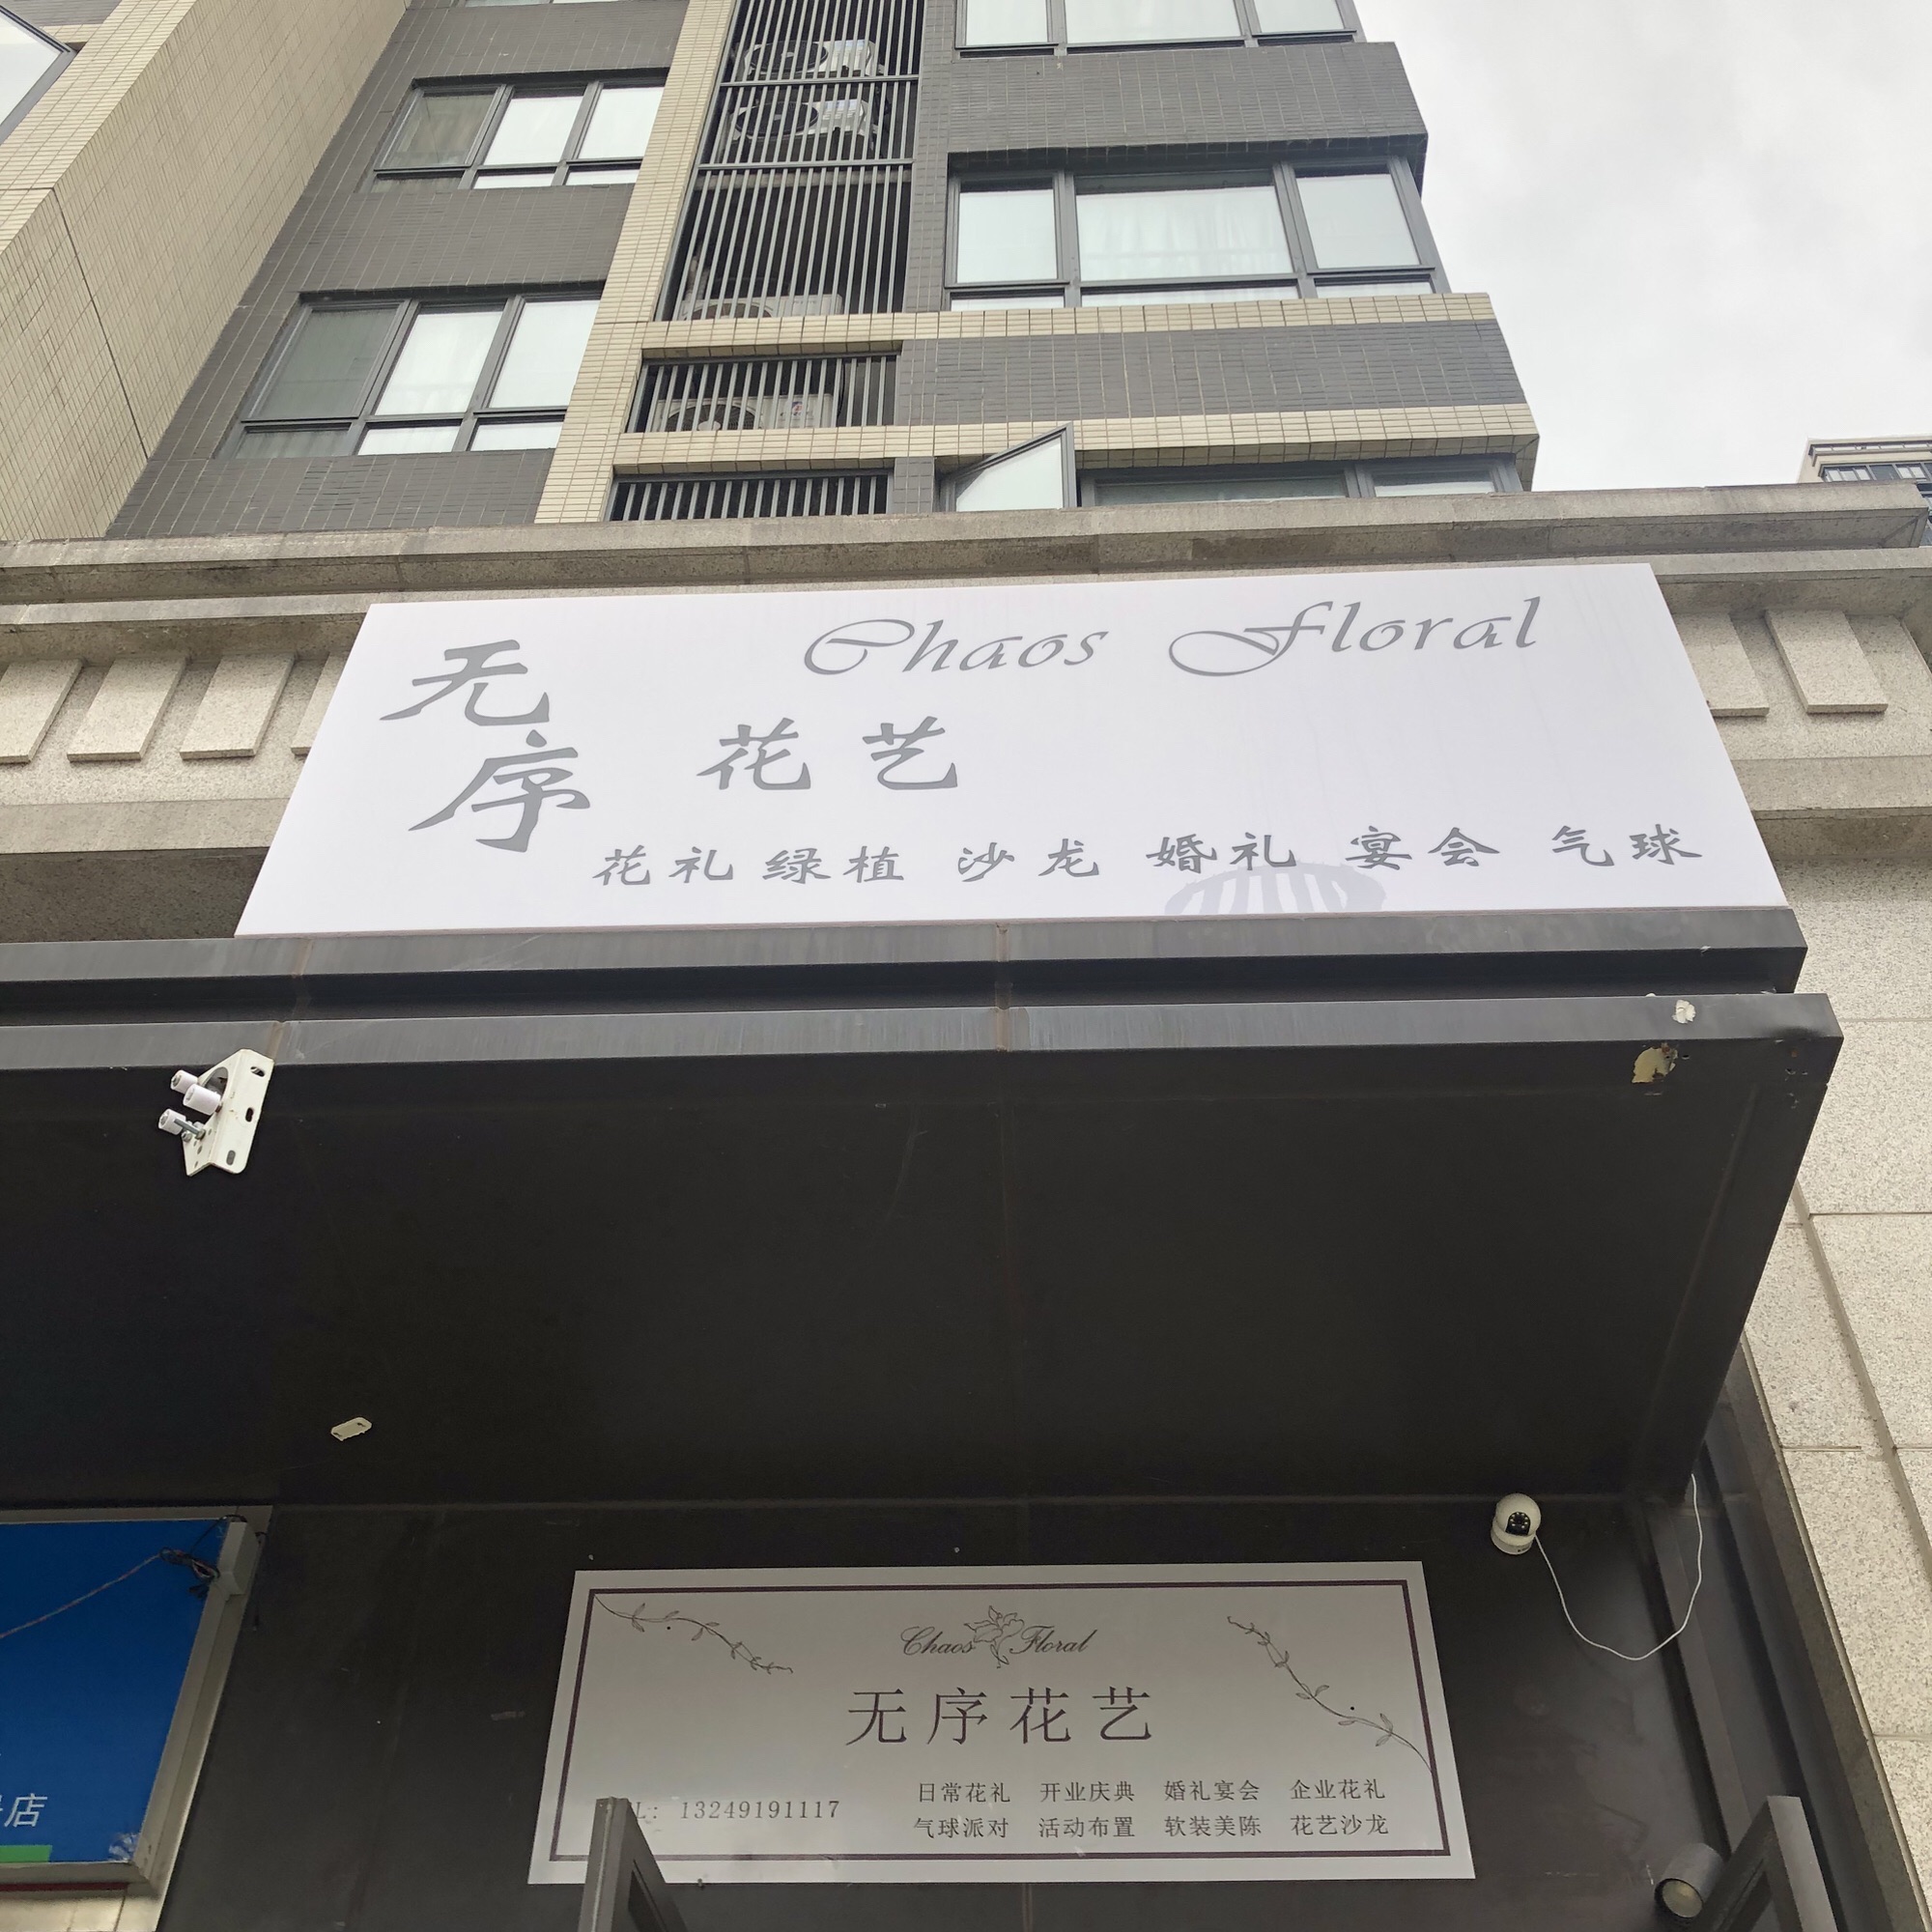 Chaos Floral
无序
花艺
花礼 绿植 沙龙 婚礼 宴会 气球
Chaos Floral
无序花艺
日常花礼 开业庆典 婚礼宴会 企业花礼
L: 13249191117
气球派对 活动布置 软装美陈 花艺沙龙
店